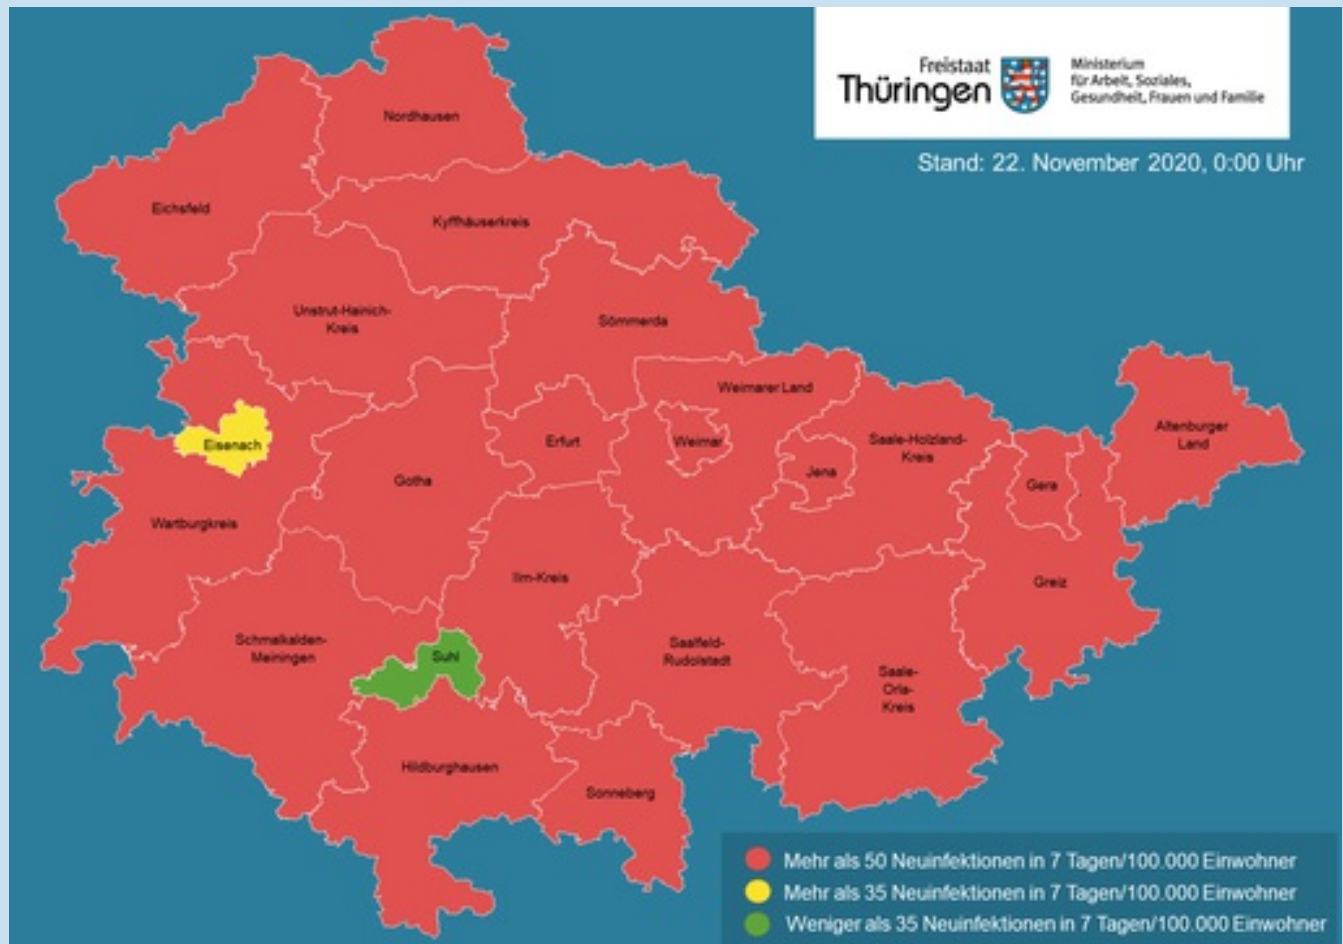 Freistaat
Thüringen
Ministerium
für Arbeit, Soziales,
Gesundheit, Frauen und Familie
Stand: 22. November 2020, 0:00 Uhr
Nordhausen
Eichsfeld
Kyffhäuserkreis
Unstrut-Hainich-
Kreis
Sömmerda
Weimarer Land
Eisenach
Erfurt
Weimar
Jena
Saale-Holzland-
Kreis
Altenburger
Land
Gotha
Gera
Wartburgkreis
Ilm-Kreis
Greiz
Schmalkalden-
Meiningen
Suhl
Saalfeld-
Rudolstadt
Saale-
Orla-
Kreis
Hildburghausen
Sonneberg
Mehr als 50 Neuinfektionen in 7 Tagen/100.000 Einwohner
Mehr als 35 Neuinfektionen in 7 Tagen/100.000 Einwohner
Weniger als 35 Neuinfektionen in 7 Tagen/100.000 Einwohner